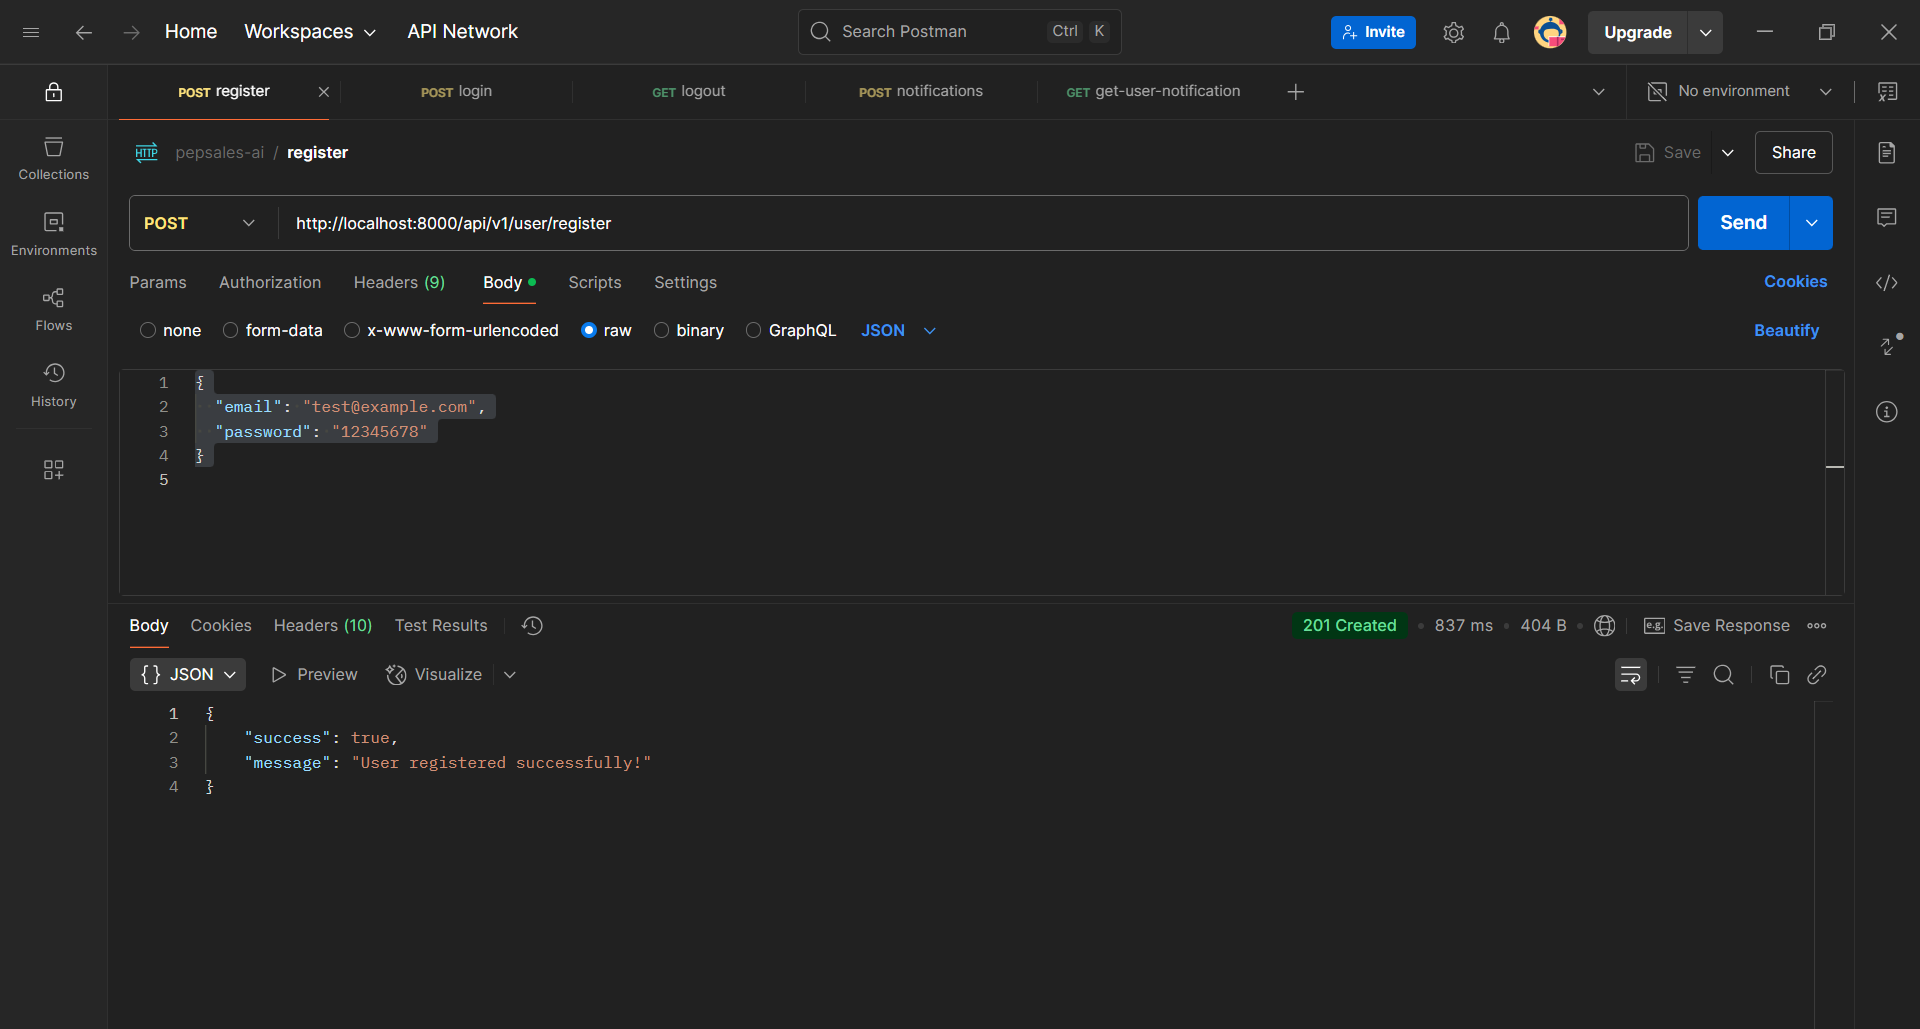 Home Workspaces API Network Search Postman Ctrl K Invite Upgrade
POST register POST login GET logout POST notifications GET get-user-notification No environment
HTTP pepsales-ai / register Save Share
Collections
POST http://localhost:8000/api/v1/user/register Send
Environments
Params Authorization Headers (9) Body Scripts Settings Cookies
Flows
none form-data x-www-form-urlencoded raw binary GraphQL JSON Beautify
History
1 {
2 "email": "test@example.com",
3 "password": "12345678"
4 }
5
Body Cookies Headers (10) Test Results 201 Created 837 ms 404 B e.g. Save Response
{} JSON Preview Visualize
1 {
2 "success": true,
3 "message": "User registered successfully!"
4 }